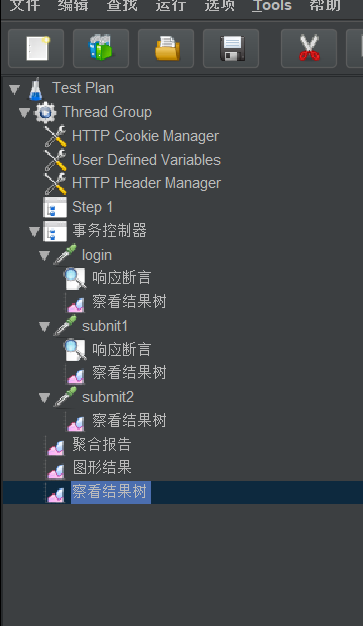 文件 编辑 查找 运行 选项 Tools 帮助
Test Plan
Thread Group
HTTP Cookie Manager
User Defined Variables
HTTP Header Manager
Step 1
事务控制器
login
响应断言
察看结果树
subnit1
响应断言
察看结果树
submit2
察看结果树
聚合报告
图形结果
察看结果树